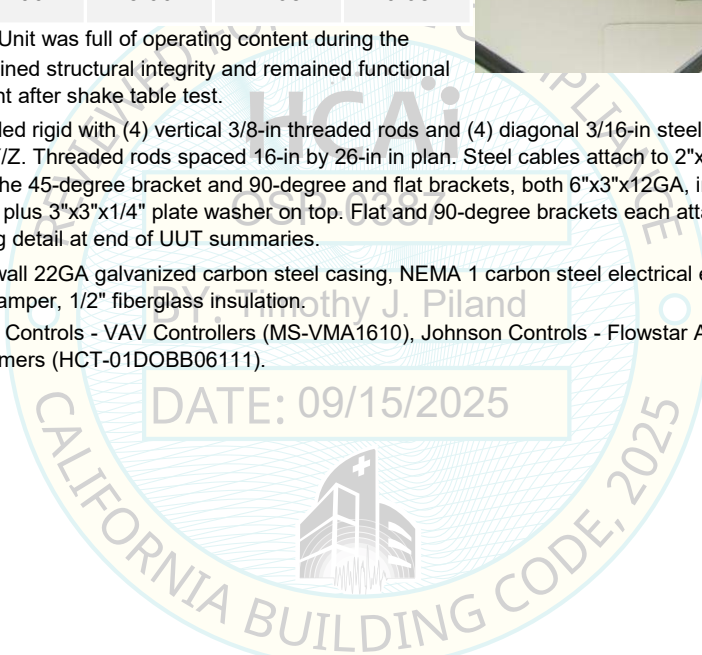 Unit was full of operating content during the
ined structural integrity and remained functional
nt after shake table test.
led rigid with (4) vertical 3/8-in threaded rods and (4) diagonal 3/16-in steel
/Z. Threaded rods spaced 16-in by 26-in in plan. Steel cables attach to 2"x
he 45-degree bracket and 90-degree and flat brackets, both 6"x3"x12GA, i
plus 3"x3"x1/4" plate washer on top. Flat and 90-degree brackets each atta
g detail at end of UUT summaries.
wall 22GA galvanized carbon steel casing, NEMA 1 carbon steel electrical e
amper, 1/2" fiberglass insulation.
Controls - VAV Controllers (MS-VMA1610), Johnson Controls - Flowstar A
mers (HCT-01DOBB06111).
HCAi
OSP 0387
BY: Timothy J. Piland
DATE: 09/15/2025
CALIFORNIA BUILDING CODE, 2025